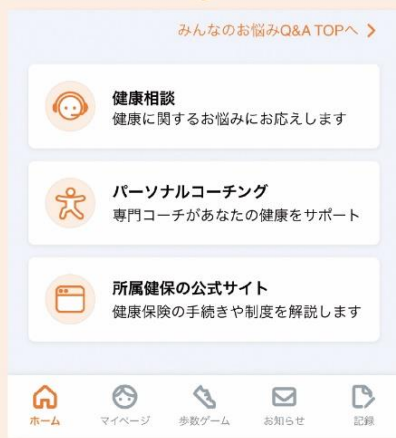 みんなのお悩みQ&A TOPへ
健康相談
健康に関するお悩みにお応えします
パーソナルコーチング
専門コーチがあなたの健康をサポート
所属健保の公式サイト
健康保険の手続きや制度を解説します
ホーム
マイページ
歩数ゲーム
お知らせ
記録